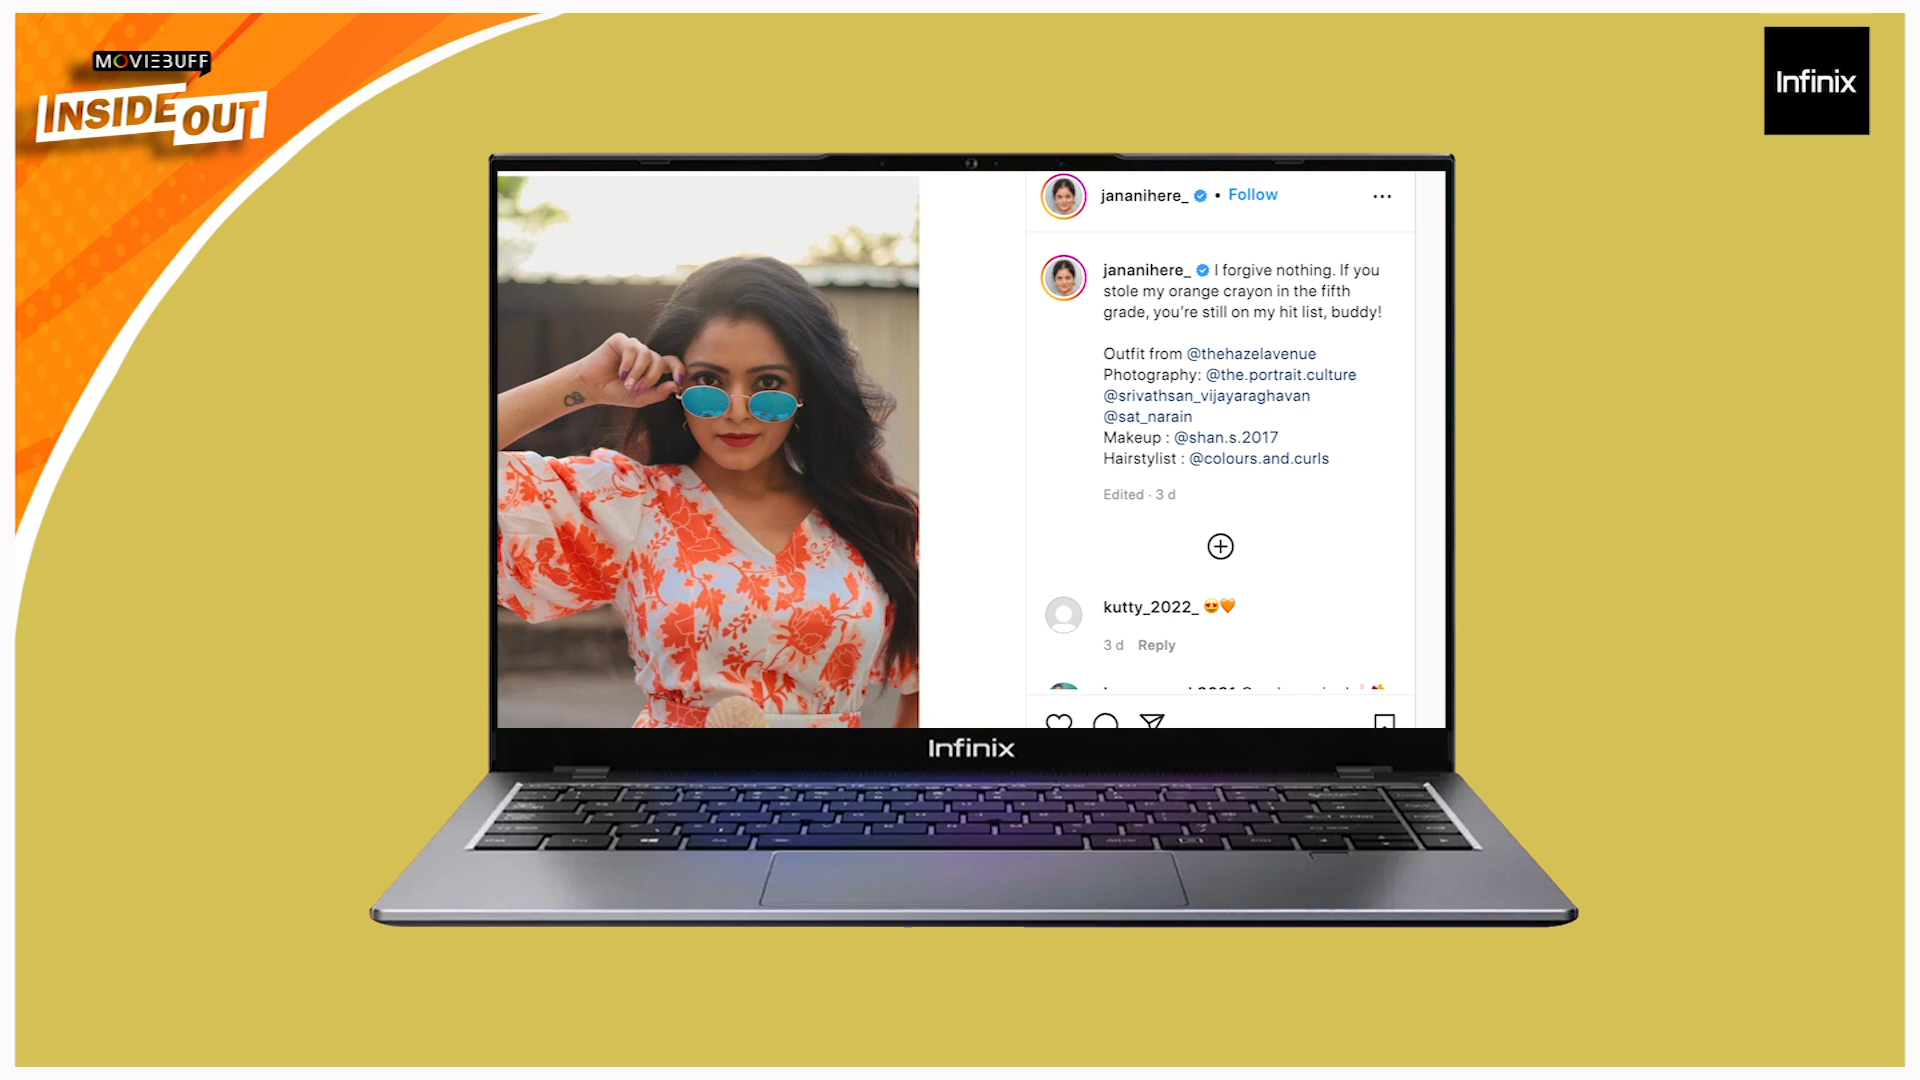 MOVIEBUFF
INSIDE OUT
Infinix
jananihere_ • Follow
jananihere_ I forgive nothing. If you
stole my orange crayon in the fifth
grade, you’re still on my hit list, buddy!
Outfit from @thehazelavenue
Photography: @the.portrait.culture
@srivathsan_vijayaraghavan
@sat_narain
Makeup : @shan.s.2017
Hairstylist : @colours.and.curls
Edited · 3 d
kutty_2022_ 😍🧡
3 d Reply
Infinix